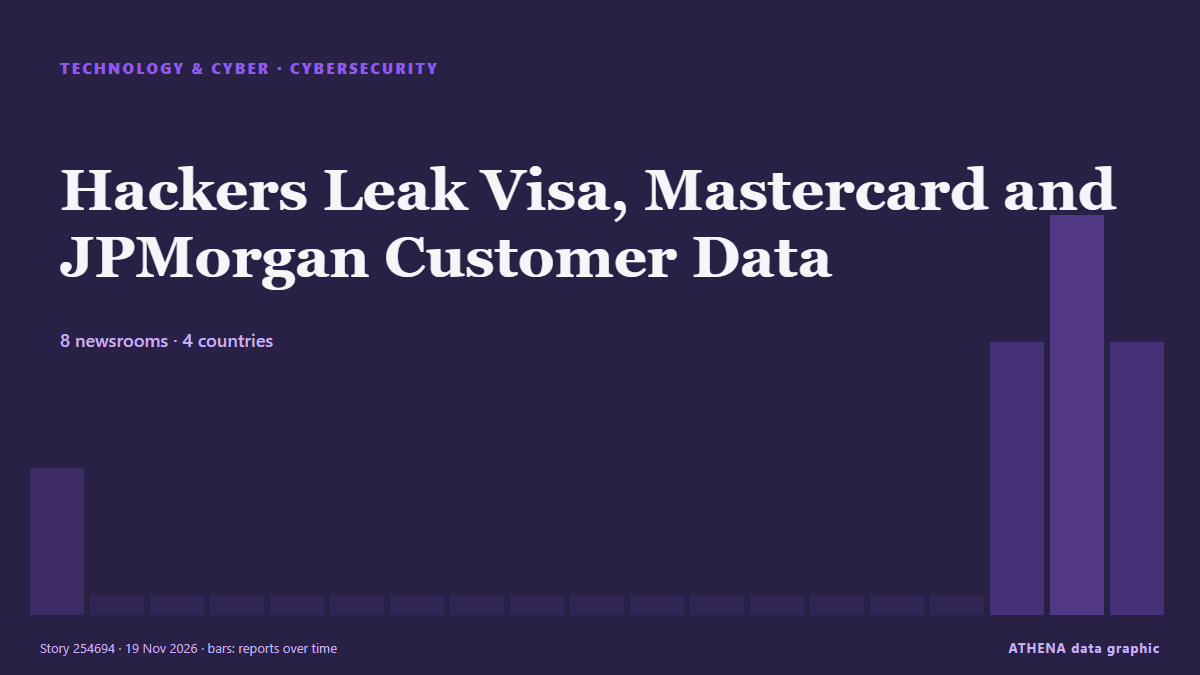 TECHNOLOGY & CYBER · CYBERSECURITY
Hackers Leak Visa, Mastercard and
JPMorgan Customer Data
8 newsrooms · 4 countries
Story 254694 · 19 Nov 2026 · bars: reports over time
ATHENA data graphic